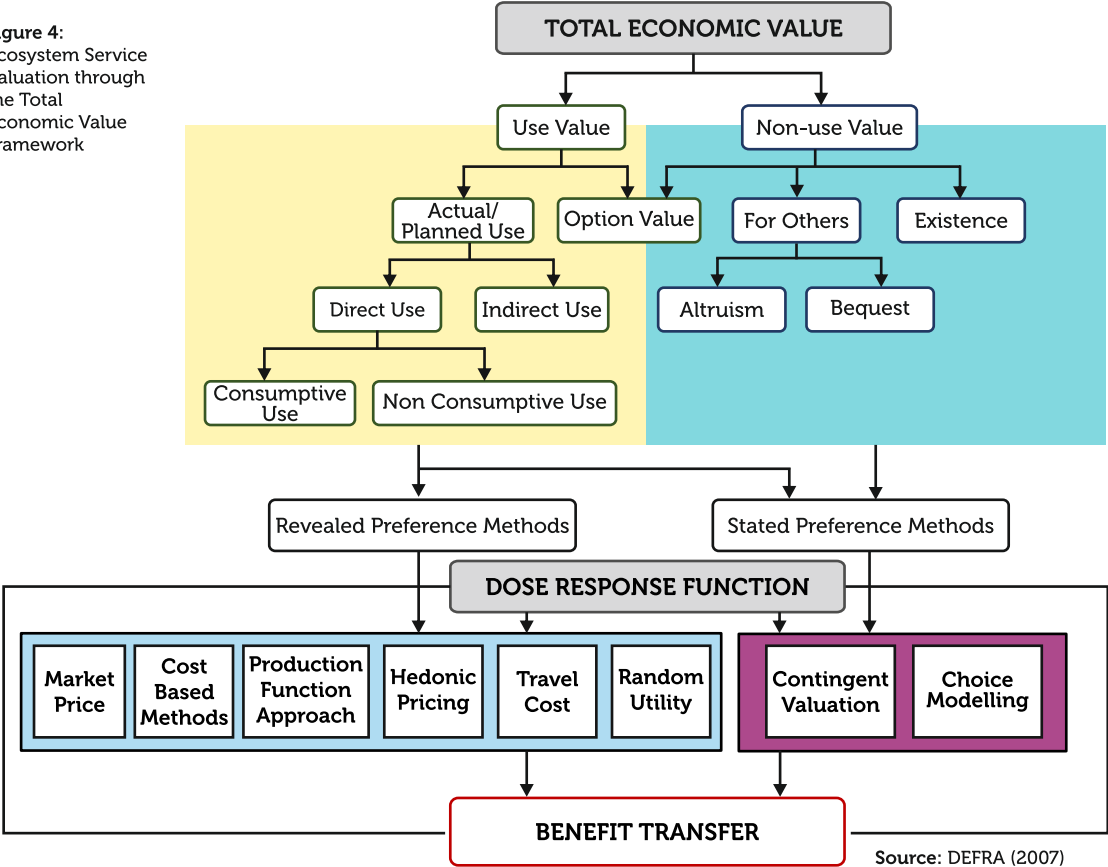 gure 4:
cosystem Service
aluation through
ne Total
conomic Value
ramework
TOTAL ECONOMIC VALUE
Use Value
Non-use Value
Actual/
Planned Use
Option Value
For Others
Existence
Direct Use
Indirect Use
Altruism
Bequest
Consumptive
Use
Non Consumptive Use
Revealed Preference Methods
Stated Preference Methods
DOSE RESPONSE FUNCTION
Market
Price
Cost
Based
Methods
Production
Function
Approach
Hedonic
Pricing
Travel
Cost
Random
Utility
Contingent
Valuation
Choice
Modelling
BENEFIT TRANSFER
Source: DEFRA (2007)